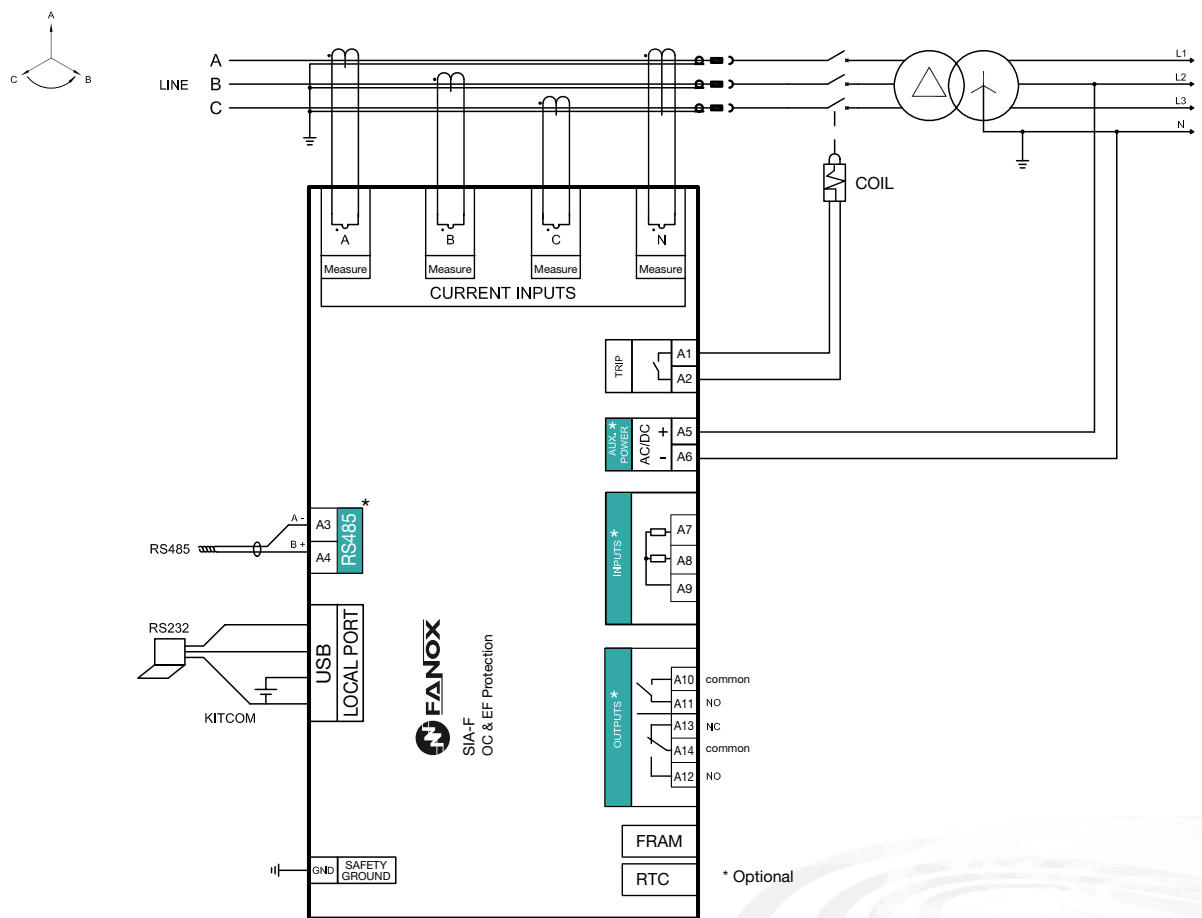 A
C
B
LINE
A
B
C
L1
L2
L3
N
COIL
A
B
C
N
Measure
Measure
Measure
Measure
CURRENT INPUTS
TRIP
A1
A2
AUX. *
POWER
AC/DC
+
-
A5
A6
RS485
A -
B +
A3
A4
RS485
*
INPUTS *
A7
A8
A9
RS232
KITCOM
USB
LOCAL PORT
FANOX
SIA-F
OC & EF Protection
OUTPUTS *
A10 common
A11 NO
A13 NC
A14 common
A12 NO
FRAM
RTC
GND
SAFETY
GROUND
* Optional